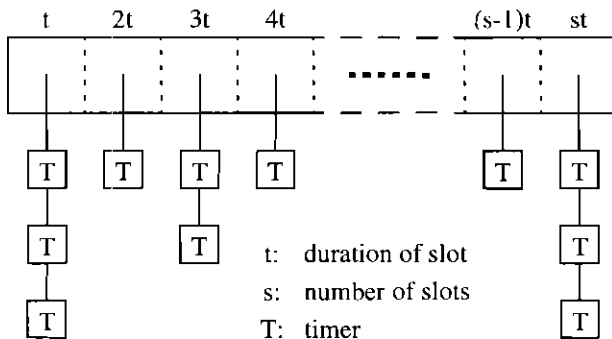 t 2t 3t 4t (s-1)t st
T T T T T T
T T T
t: duration of slot
s: number of slots
T T
T: timer